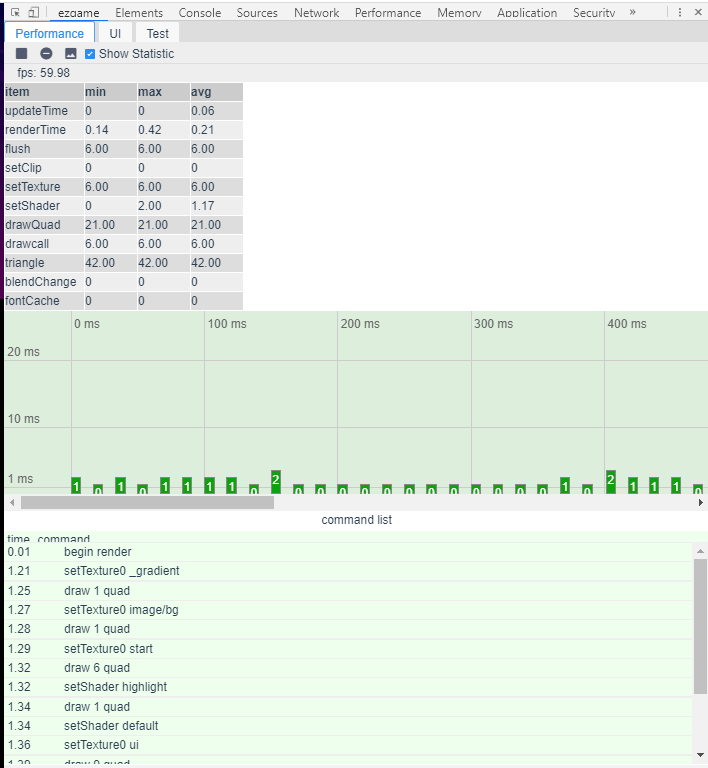 ezgame Elements Console Sources Network Performance Memory Application Security »
Performance UI Test
Show Statistic
fps: 59.98
item min max avg
updateTime 0 0 0.06
renderTime 0.14 0.42 0.21
flush 6.00 6.00 6.00
setClip 0 0 0
setTexture 6.00 6.00 6.00
setShader 0 2.00 1.17
drawQuad 21.00 21.00 21.00
drawcall 6.00 6.00 6.00
triangle 42.00 42.00 42.00
blendChange 0 0 0
fontCache 0 0 0
0 ms 100 ms 200 ms 300 ms 400 ms
20 ms
10 ms
1 ms
1 0 1 0 1 1 1 1 0 2 0 0 0 0 0 0 0 0 0 0 0 0 1 0 2 1 1 1 0
command list
time command
0.01 begin render
1.21 setTexture0 _gradient
1.25 draw 1 quad
1.27 setTexture0 image/bg
1.28 draw 1 quad
1.29 setTexture0 start
1.32 draw 6 quad
1.32 setShader highlight
1.34 draw 1 quad
1.34 setShader default
1.36 setTexture0 ui